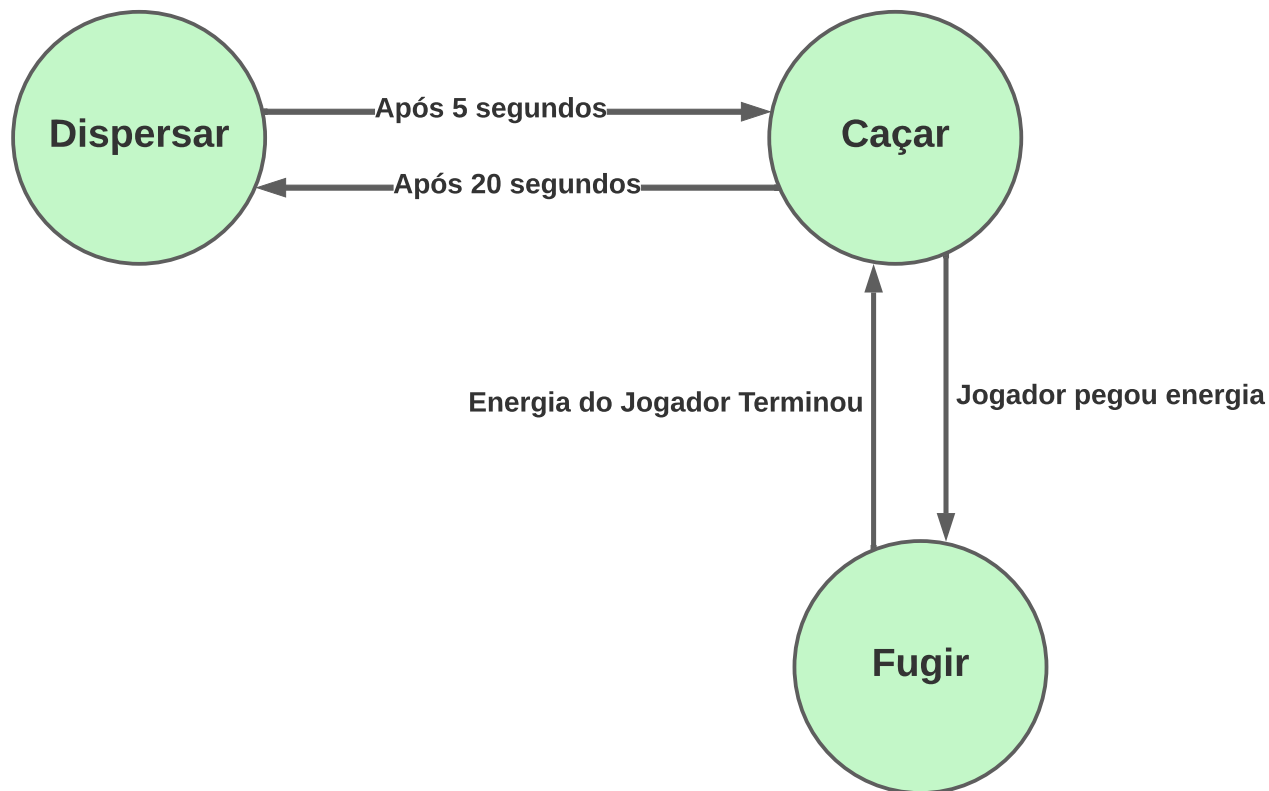 Dispersar
Após 5 segundos
Caçar
Após 20 segundos
Energia do Jogador Terminou
Jogador pegou energia
Fugir